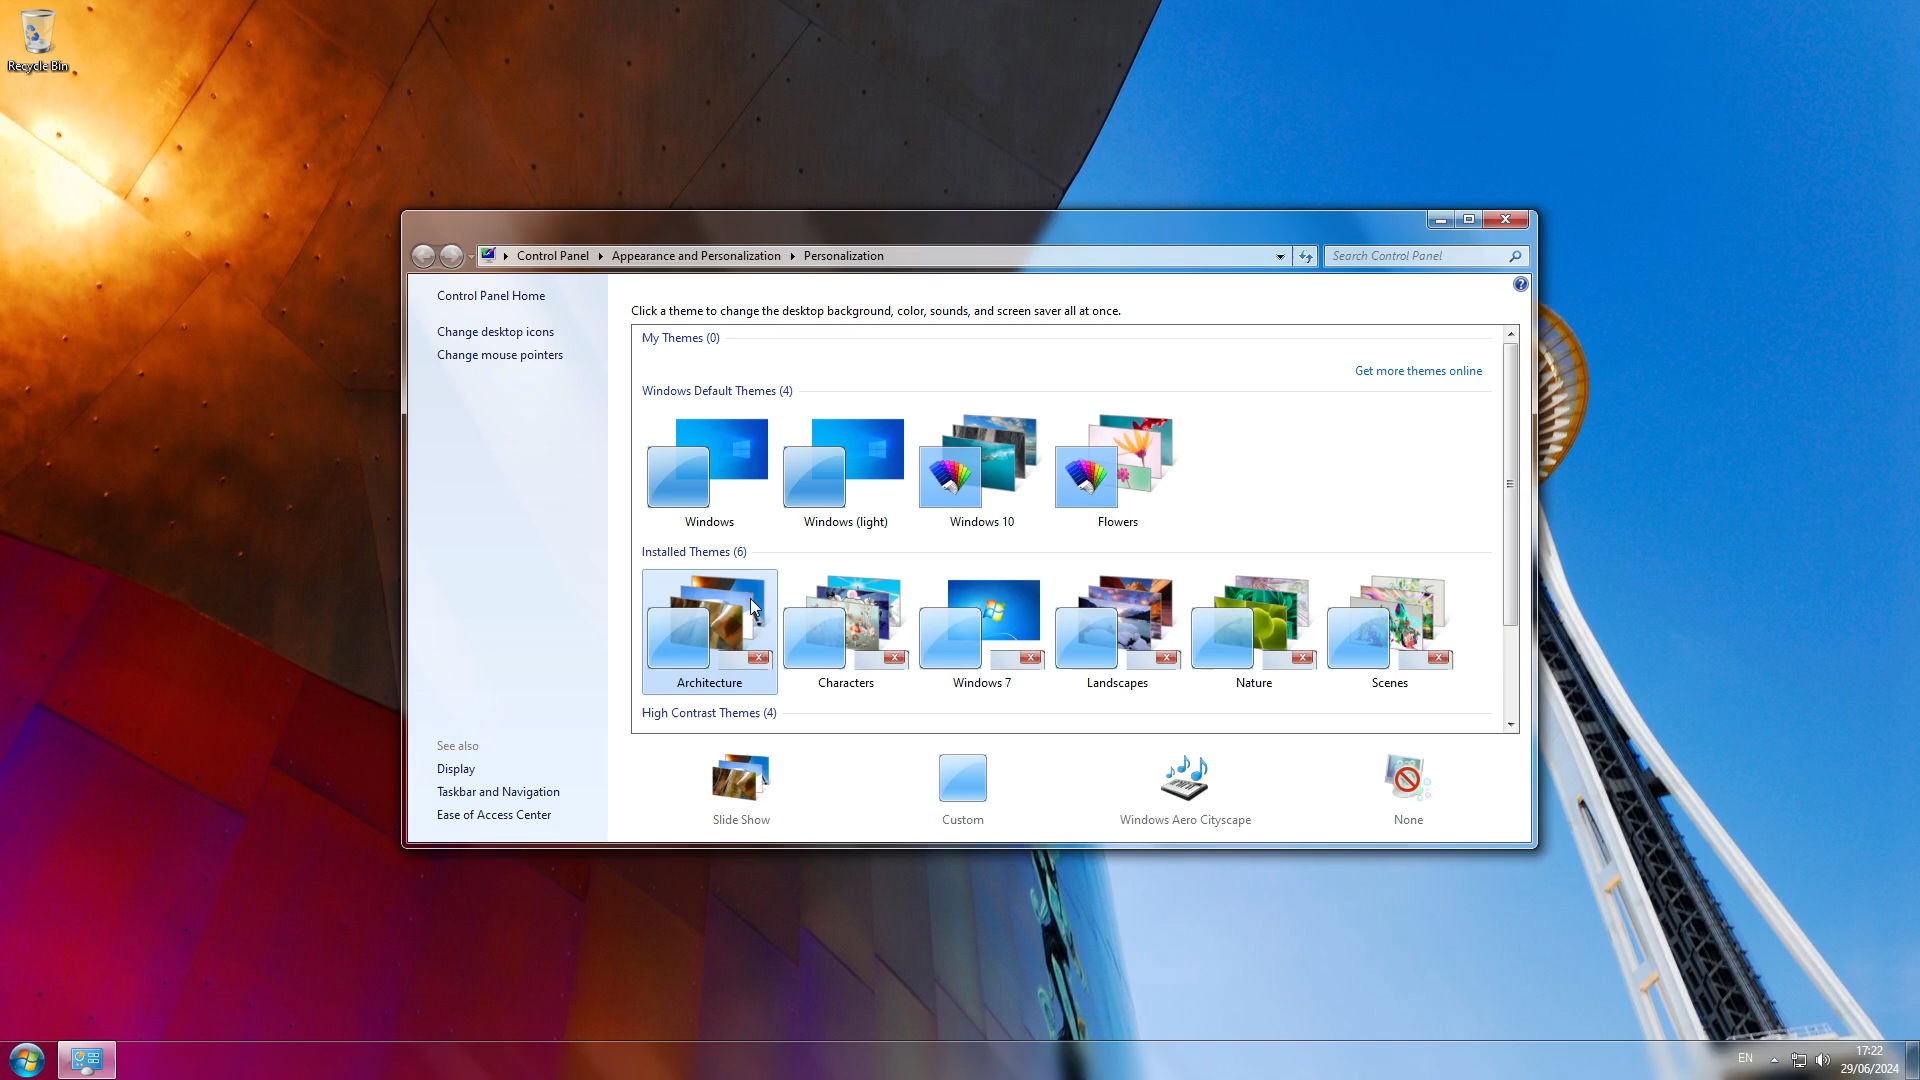 Recycle Bin
Control Panel
Appearance and Personalization
Personalization
Search Control Panel
Control Panel Home
Change desktop icons
Change mouse pointers
Click a theme to change the desktop background, color, sounds, and screen saver all at once.
My Themes (0)
Get more themes online
Windows Default Themes (4)
Windows
Windows (light)
Windows 10
Flowers
Installed Themes (6)
Architecture
Characters
Windows 7
Landscapes
Nature
Scenes
High Contrast Themes (4)
See also
Display
Taskbar and Navigation
Ease of Access Center
Slide Show
Custom
Windows Aero Cityscape
None
EN
17:22
29/06/2024